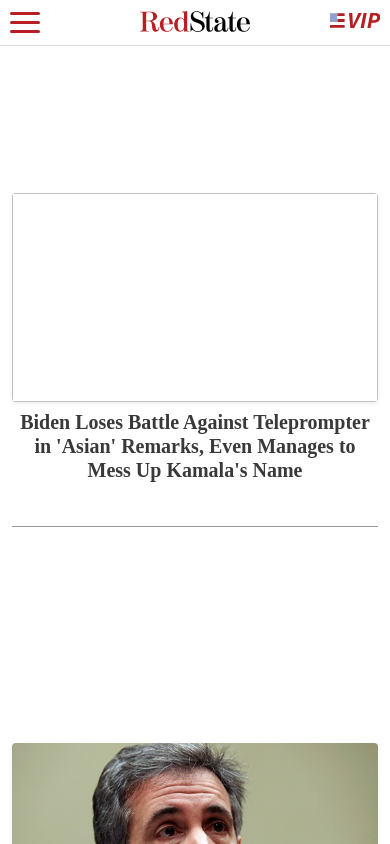 RedState
VIP
Biden Loses Battle Against Teleprompter
in 'Asian' Remarks, Even Manages to
Mess Up Kamala's Name